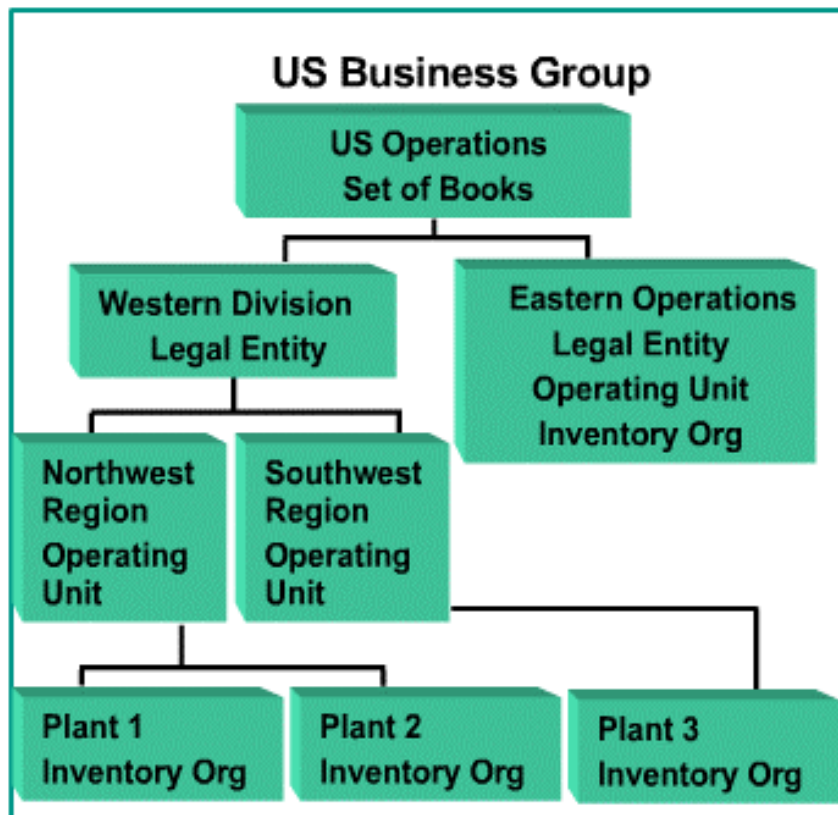 US Business Group
US Operations
Set of Books
Western Division
Legal Entity
Eastern Operations
Legal Entity
Operating Unit
Inventory Org
Northwest
Region
Operating
Unit
Southwest
Region
Operating
Unit
Plant 1
Inventory Org
Plant 2
Inventory Org
Plant 3
Inventory Org